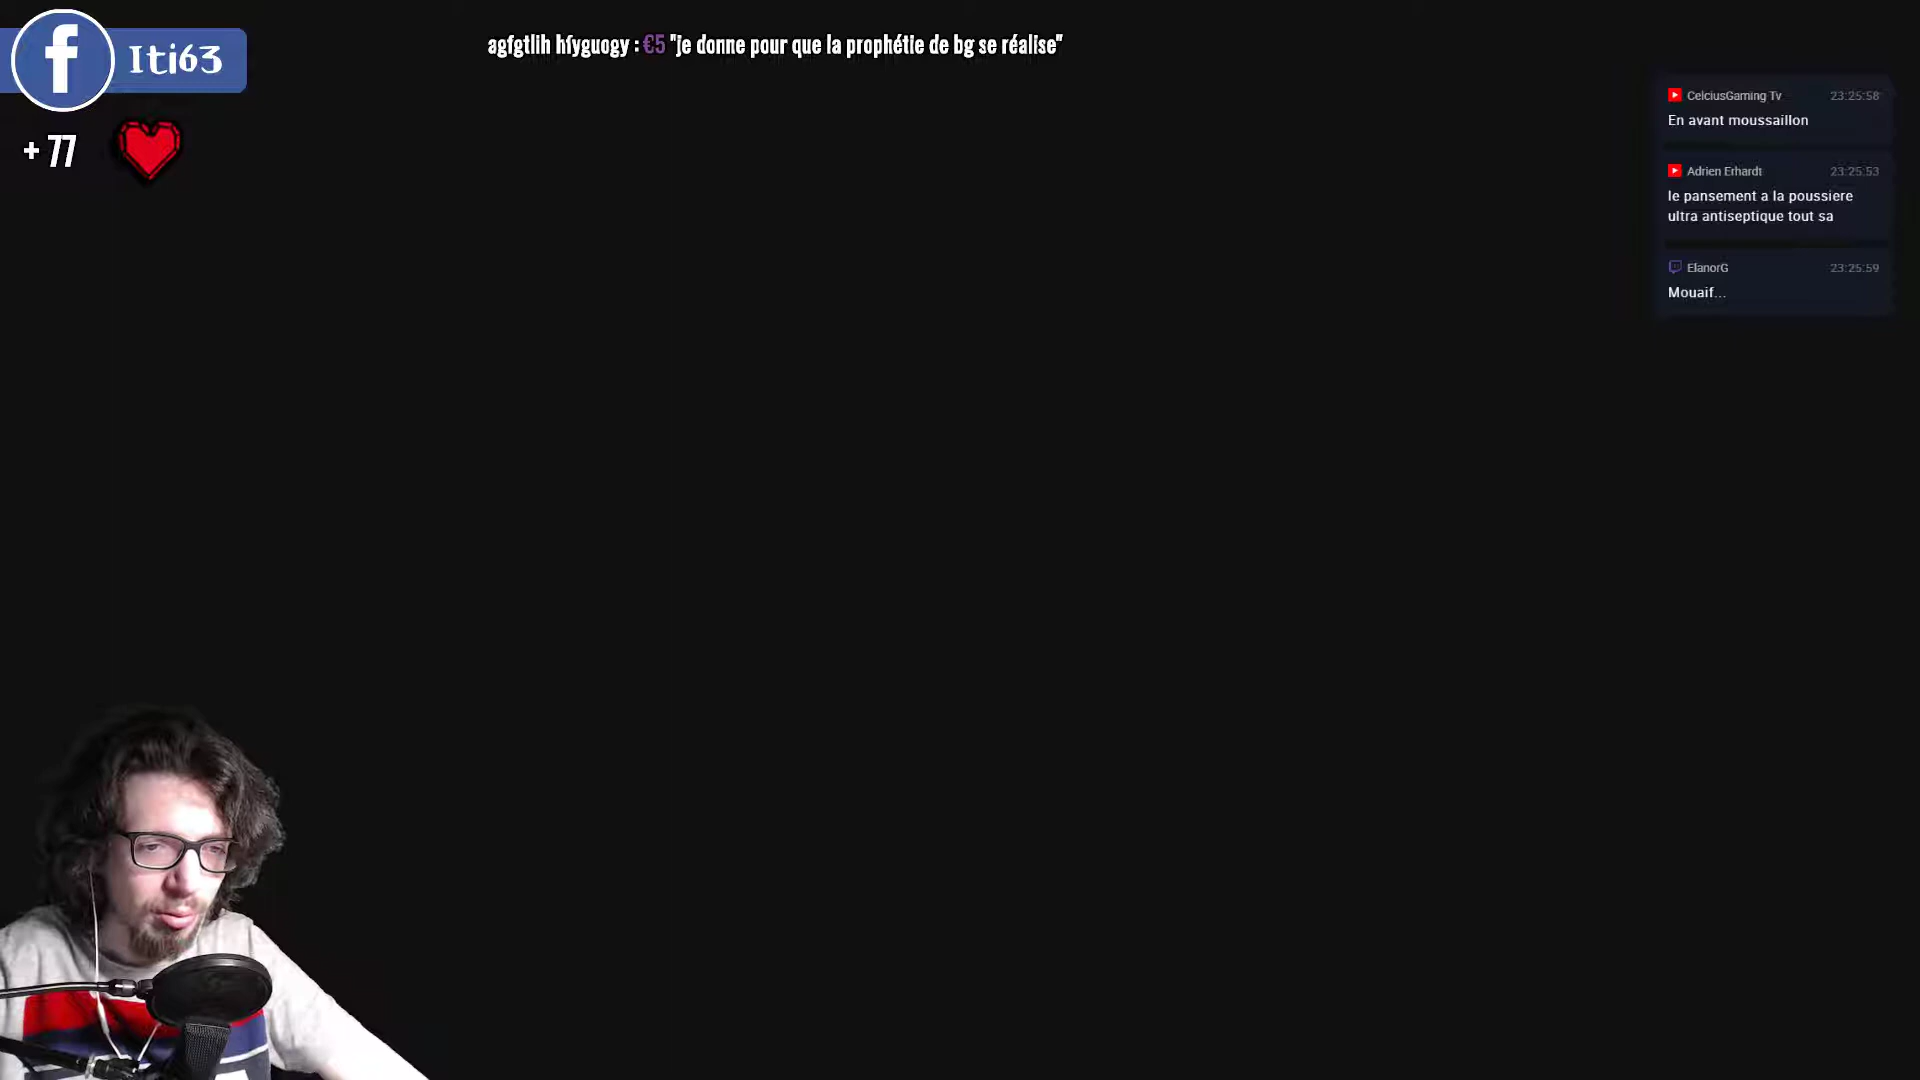 Iti63
+ 77
agfgtlih hfyguogy : €5 "je donne pour que la prophétie de bg se réalise"
CelciusGaming Tv 23:25:58
En avant moussaillon
Adrien Erhardt 23:25:53
le pansement a la poussiere
ultra antiseptique tout sa
ElanorG 23:25:59
Mouaif...